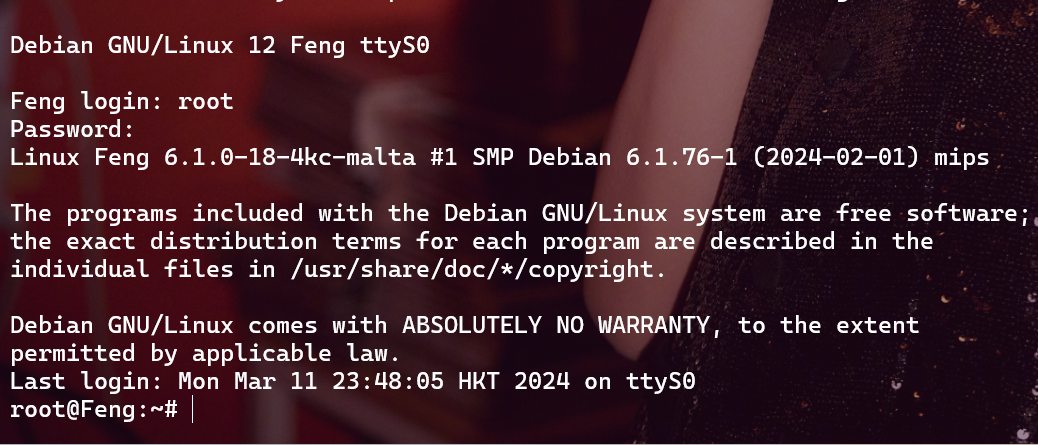 Debian GNU/Linux 12 Feng ttyS0
Feng login: root
Password:
Linux Feng 6.1.0-18-4kc-malta #1 SMP Debian 6.1.76-1 (2024-02-01) mips
The programs included with the Debian GNU/Linux system are free software;
the exact distribution terms for each program are described in the
individual files in /usr/share/doc/*/copyright.
Debian GNU/Linux comes with ABSOLUTELY NO WARRANTY, to the extent
permitted by applicable law.
Last login: Mon Mar 11 23:48:05 HKT 2024 on ttyS0
root@Feng:~#